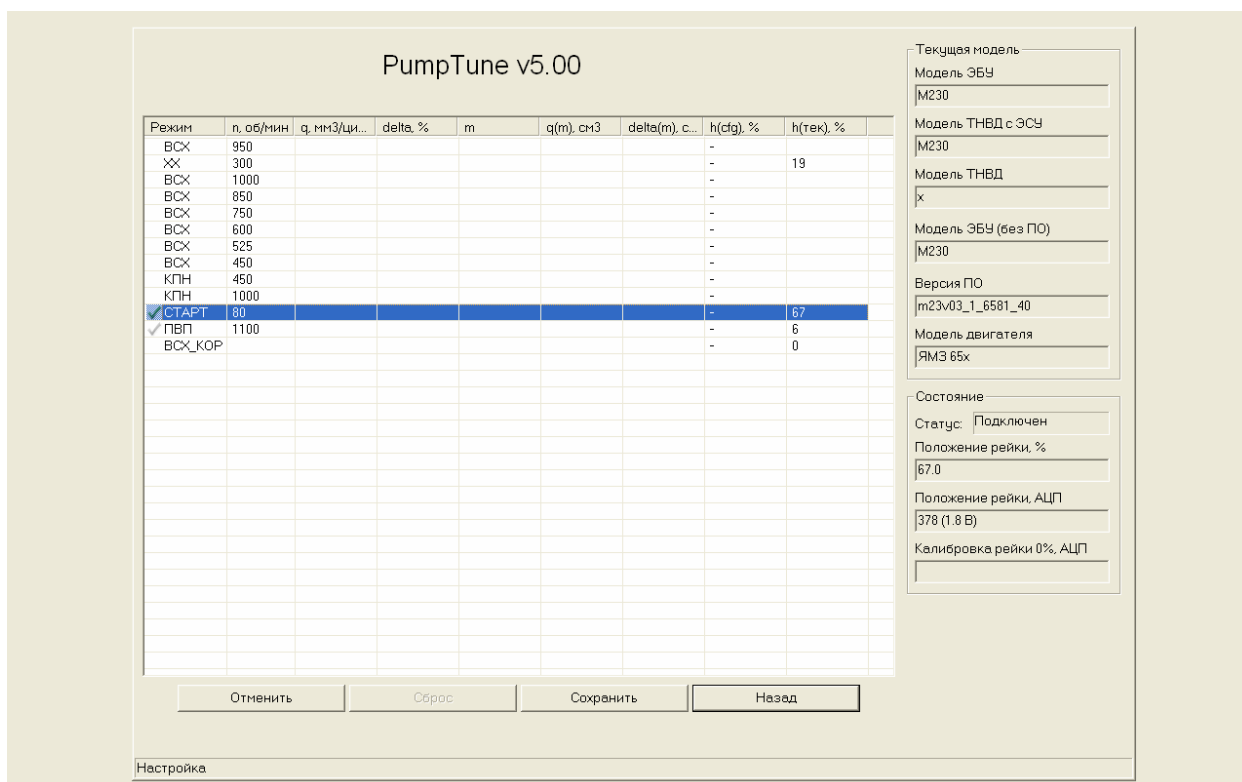 PumpTune v5.00
Режим n, об/мин q, мм3/ци... delta, % m q(m), см3 delta(m), с... h(cfg), % h(тек), %
ВСХ 950 -
ХХ 300 - 19
ВСХ 1000 -
ВСХ 850 -
ВСХ 750 -
ВСХ 600 -
ВСХ 525 -
ВСХ 450 -
КПН 450 -
КПН 1000 -
СТАРТ 80 - 67
ПВП 1100 - 6
ВСХ_КОР - 0
Отменить Сброс Сохранить Назад
Настройка
Текущая модель
Модель ЭБУ
М230
Модель ТНВД с ЭСУ
М230
Модель ТНВД
х
Модель ЭБУ (без ПО)
М230
Версия ПО
m23v03_1_6581_40
Модель двигателя
ЯМЗ 65х
Состояние
Статус: Подключен
Положение рейки, %
67.0
Положение рейки, АЦП
378 (1.8 В)
Калибровка рейки 0%, АЦП